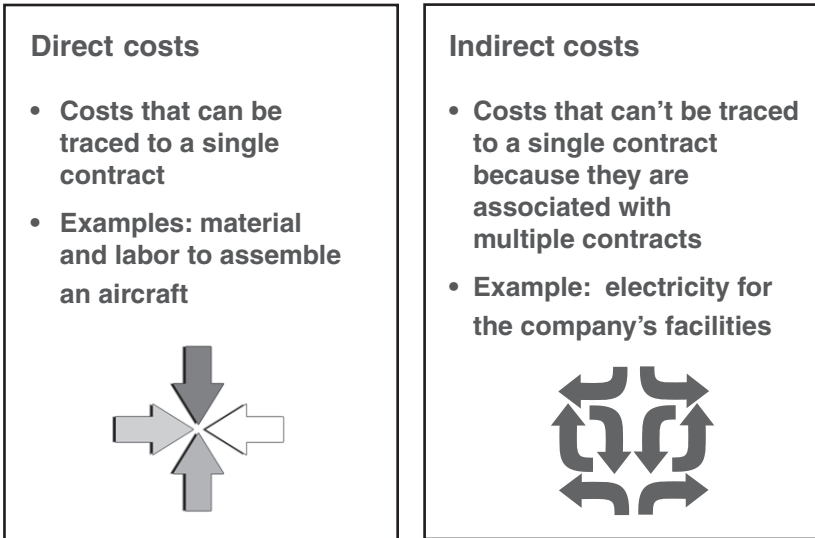 Direct costs
• Costs that can be
traced to a single
contract
• Examples: material
and labor to assemble
an aircraft
Indirect costs
• Costs that can’t be traced
to a single contract
because they are
associated with
multiple contracts
• Example:  electricity for
the company’s facilities